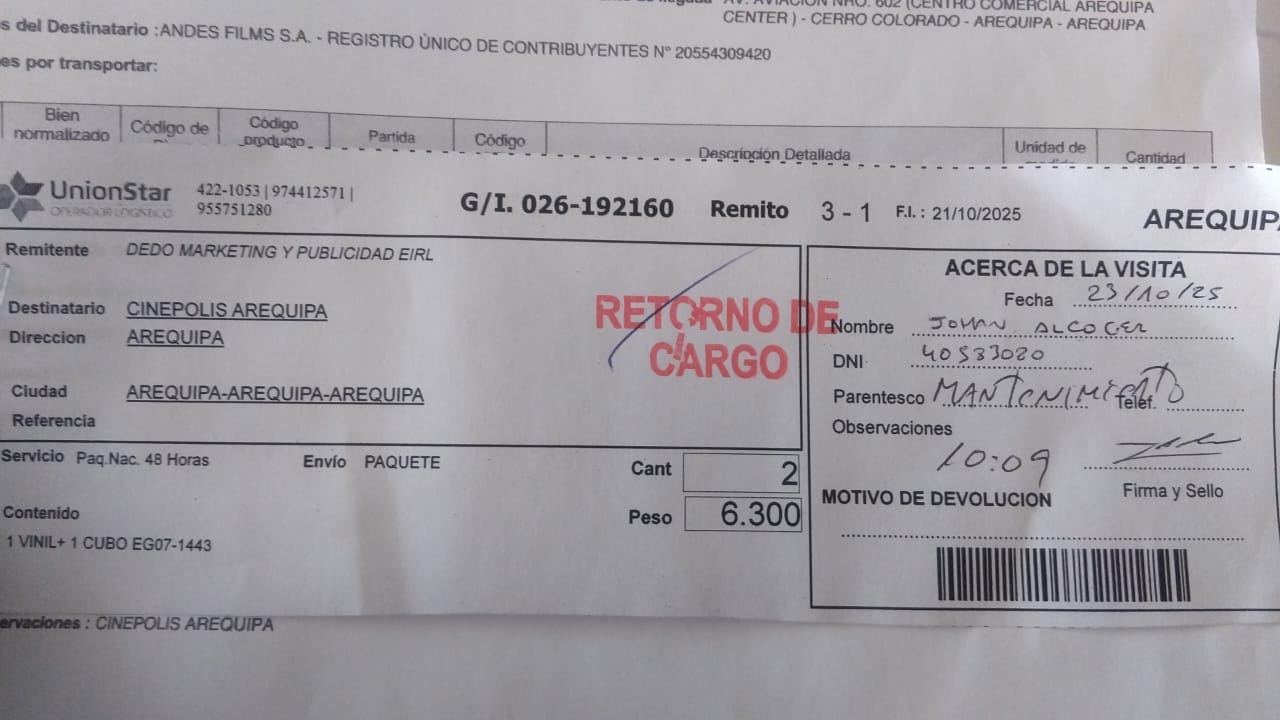 AV. AVIACIÓN NRO. 602 (CENTRO COMERCIAL AREQUIPA
CENTER ) - CERRO COLORADO - AREQUIPA - AREQUIPA
s del Destinatario :ANDES FILMS S.A. - REGISTRO ÚNICO DE CONTRIBUYENTES N° 20554309420
es por transportar:
Bien normalizado Código de Código producto Partida Código Descripción Detallada Unidad de Cantidad
UnionStar
OPERADOR LOGISTICO
422-1053 | 974412571 |
955751280
G/I. 026-192160 Remito 3 - 1 F.I. : 21/10/2025 AREQUIPA
Remitente DEDO MARKETING Y PUBLICIDAD EIRL
Destinatario CINEPOLIS AREQUIPA
Direccion AREQUIPA
Ciudad AREQUIPA-AREQUIPA-AREQUIPA
Referencia
RETORNO DE
CARGO
Servicio Paq.Nac. 48 Horas Envío PAQUETE
Cant 2
Peso 6.300
Contenido
1 VINIL+ 1 CUBO EG07-1443
ACERCA DE LA VISITA
Fecha 23/10/25
Nombre JOHAN ALCOCER
DNI 40533020
Parentesco MANTENIMIENTO Telef.
Observaciones
10:09
Firma y Sello
MOTIVO DE DEVOLUCION
ervaciones : CINEPOLIS AREQUIPA